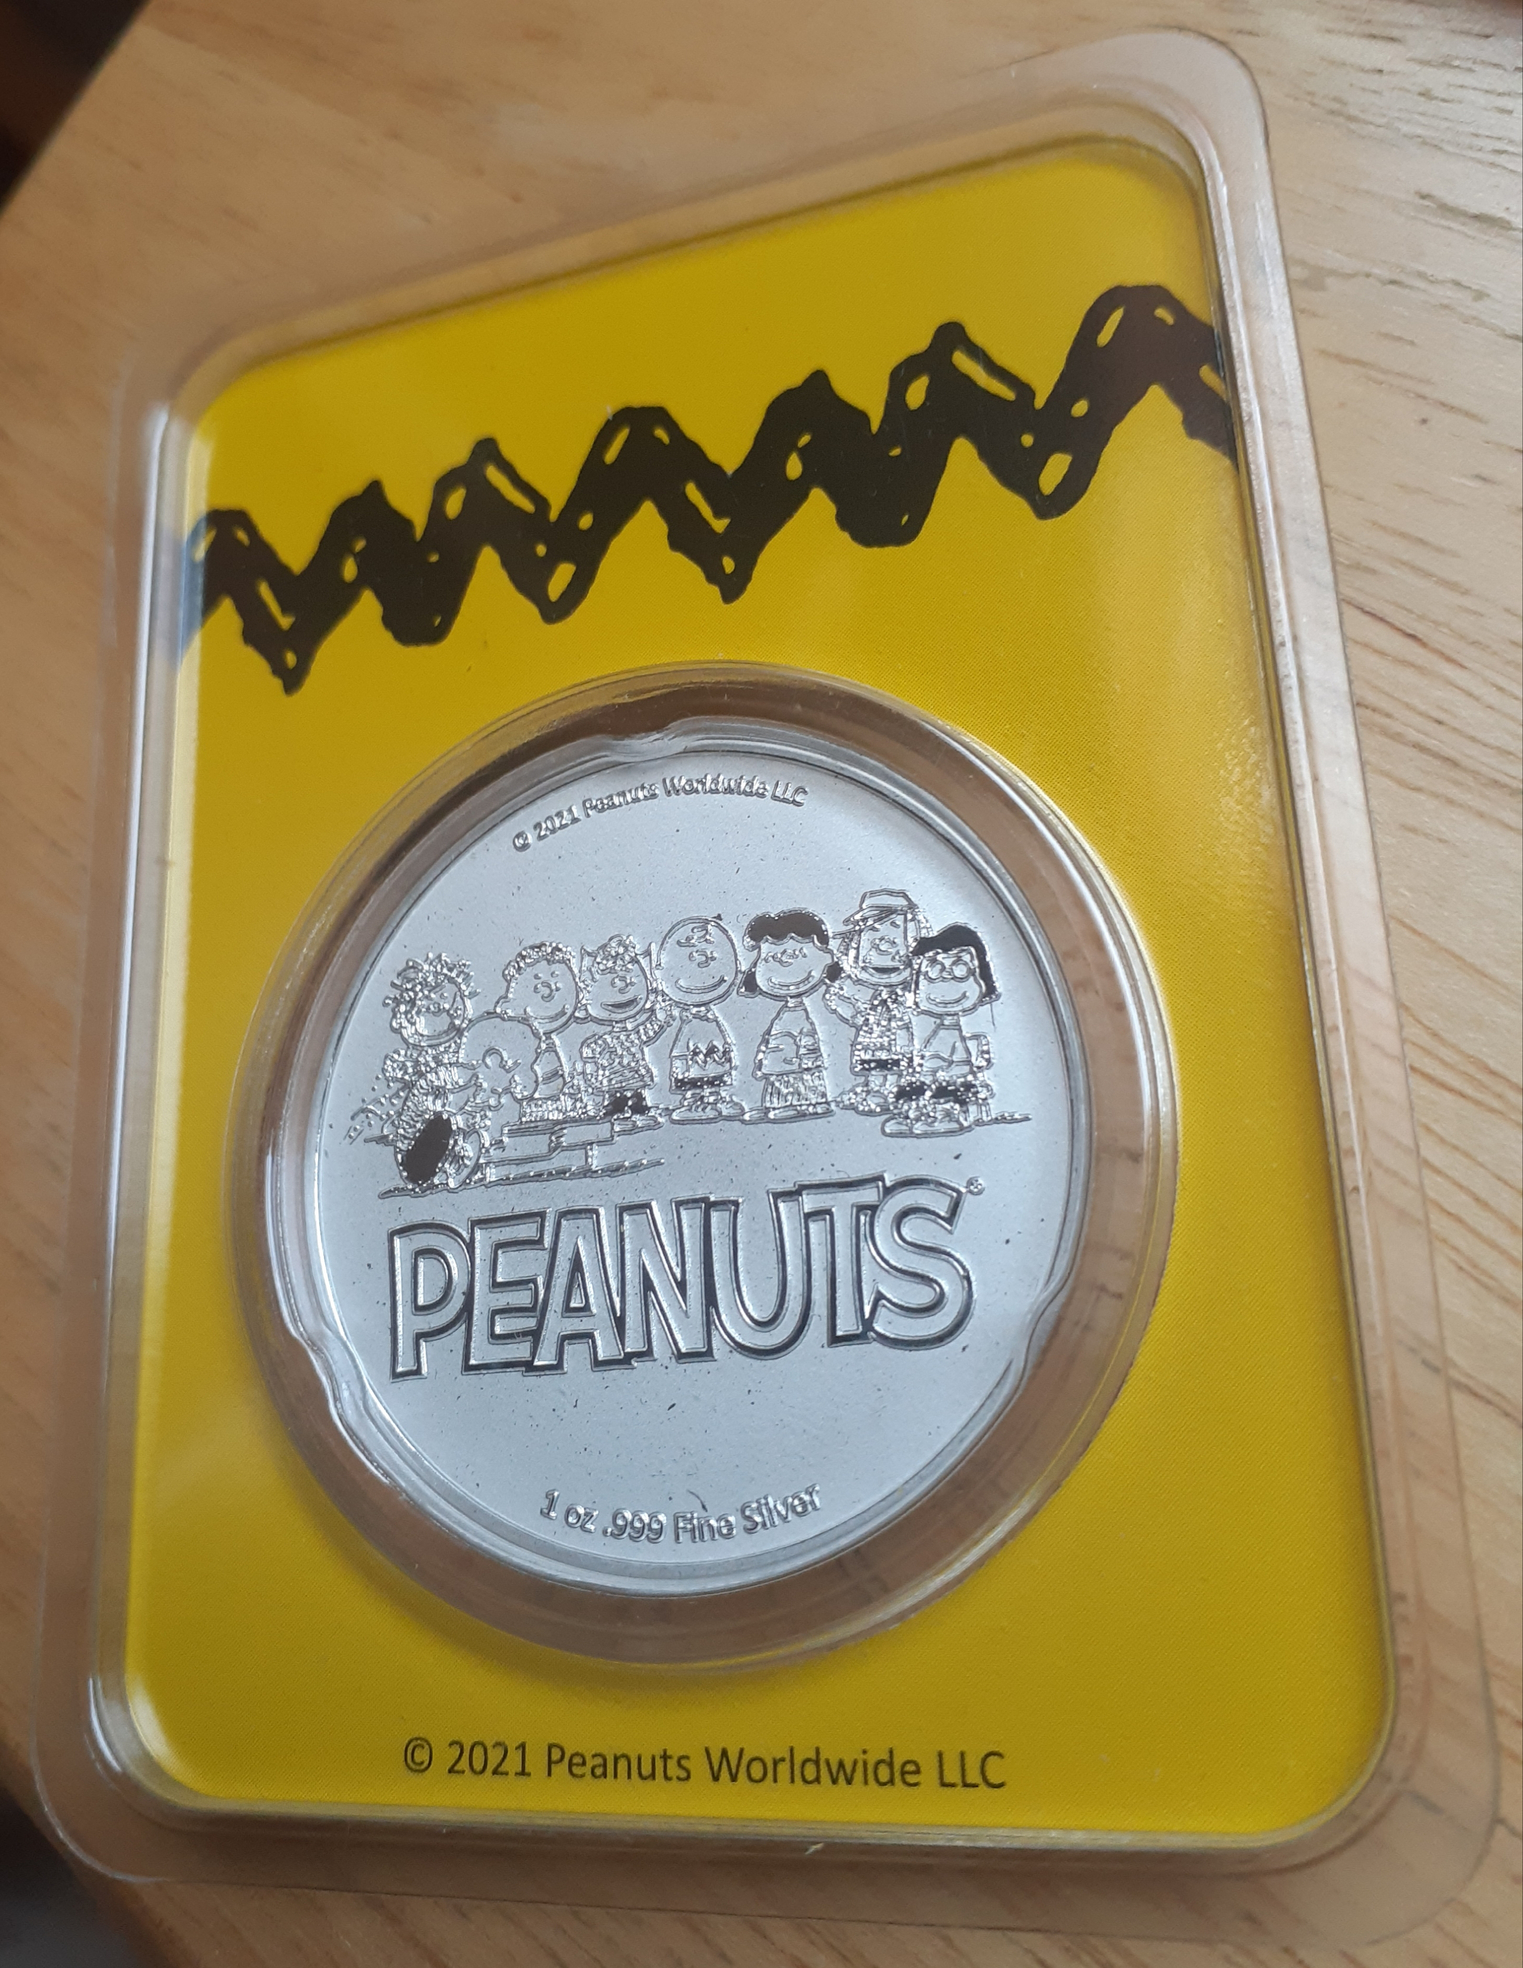 © 2021 Peanuts Worldwide LLC
PEANUTS®
1 oz .999 Fine Silver
© 2021 Peanuts Worldwide LLC